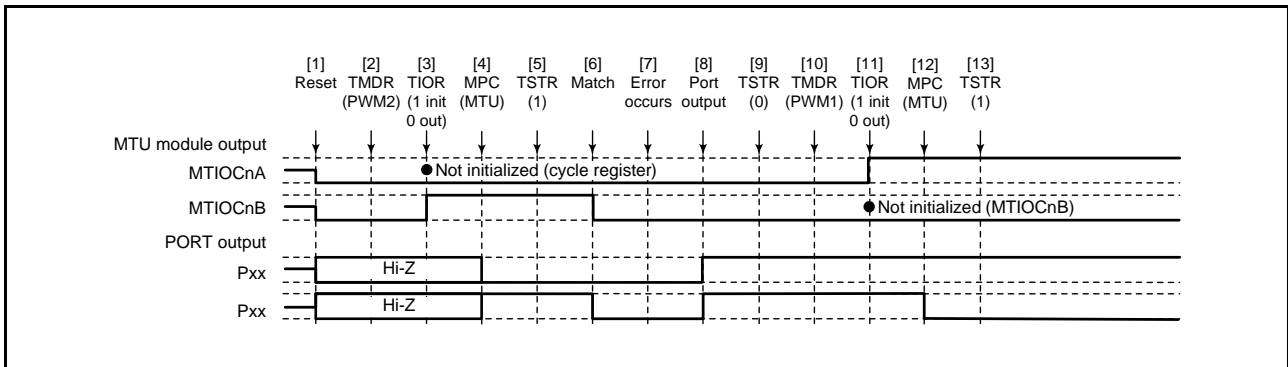 [1] [2] [3] [4] [5] [6] [7] [8] [9] [10] [11] [12] [13]
Reset TMDR TIOR MPC TSTR Match Error Port TSTR TMDR TIOR MPC TSTR
(PWM2) (1 init (MTU) (1) occurs output (0) (PWM1) (1 init (MTU) (1)
0 out) 0 out)
MTU module output
MTIOCnA Not initialized (cycle register)
MTIOCnB Not initialized (MTIOCnB)
PORT output
Pxx Hi-Z
Pxx Hi-Z